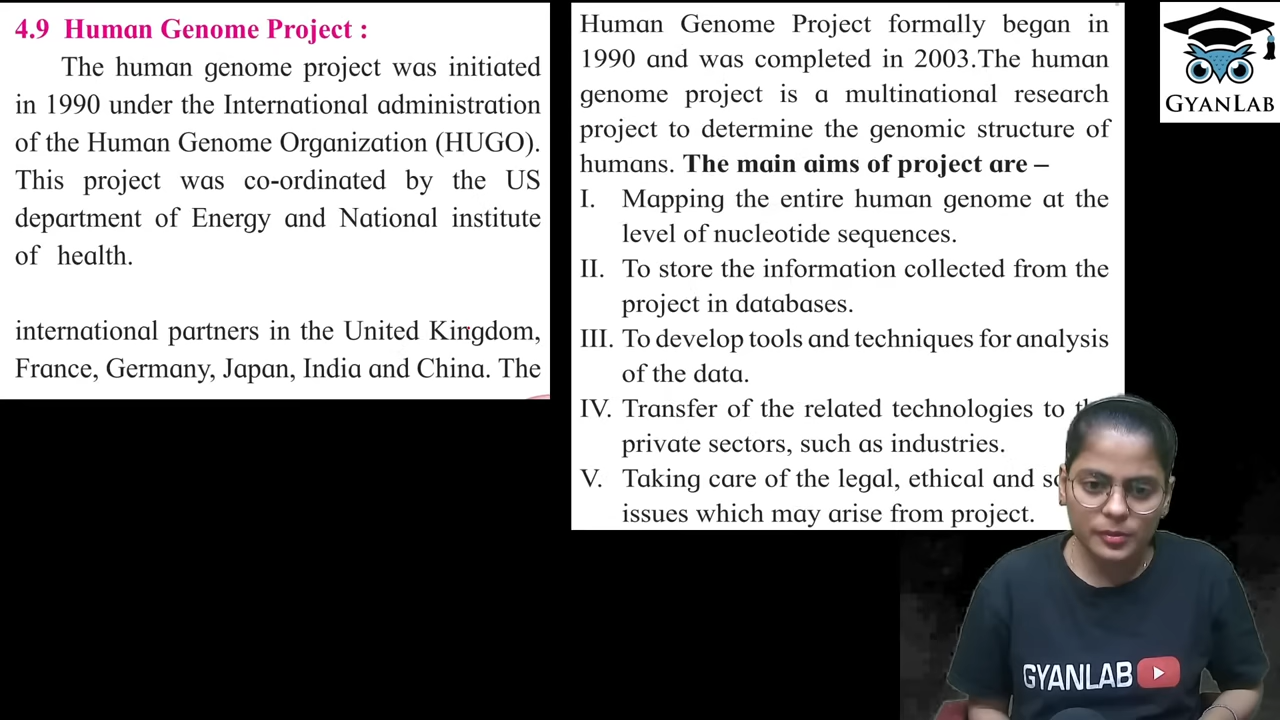 4.9 Human Genome Project :
The human genome project was initiated
in 1990 under the International administration
of the Human Genome Organization (HUGO).
This project was co-ordinated by the US
department of Energy and National institute
of health.
international partners in the United Kingdom,
France, Germany, Japan, India and China. The
Human Genome Project formally began in
1990 and was completed in 2003.The human
genome project is a multinational research
project to determine the genomic structure of
humans. The main aims of project are –
I. Mapping the entire human genome at the
level of nucleotide sequences.
II. To store the information collected from the
project in databases.
III. To develop tools and techniques for analysis
of the data.
IV. Transfer of the related technologies to
private sectors, such as industries.
V. Taking care of the legal, ethical and
issues which may arise from project.
GYANLAB
GYANLAB